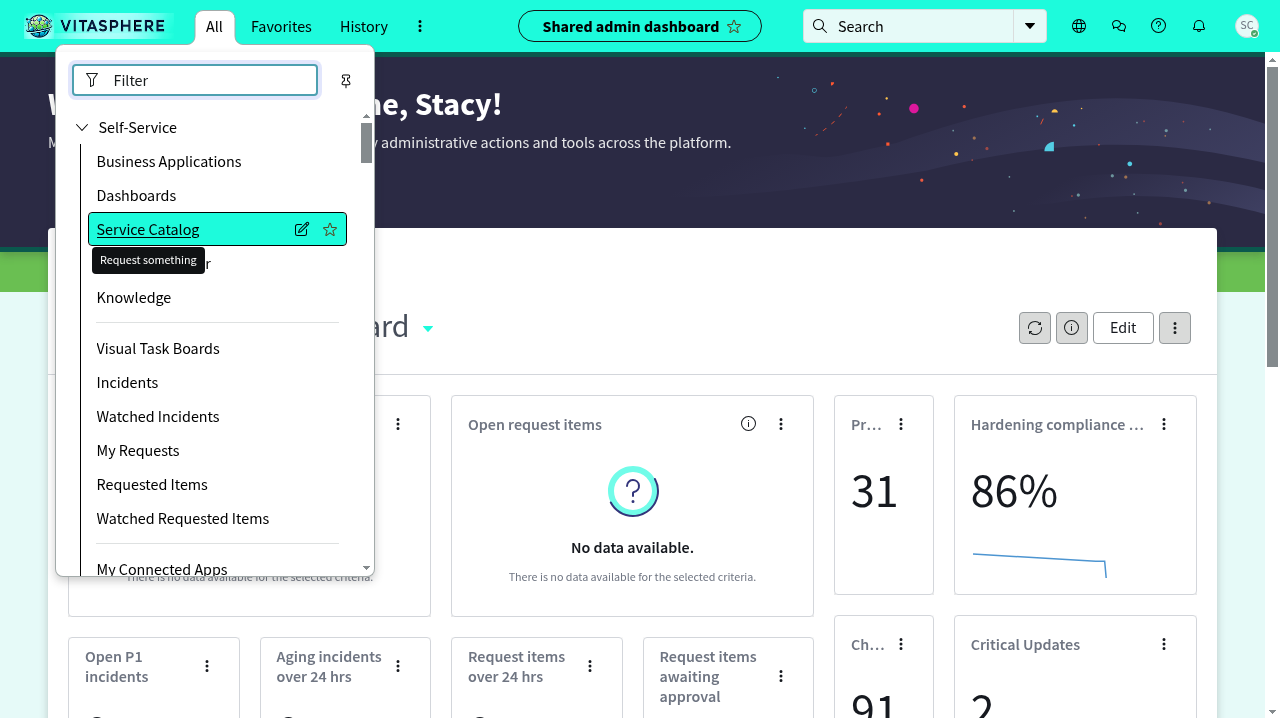 VITASPHERE
All
Favorites
History
Shared admin dashboard
Search
SC
Filter
me, Stacy!
Self-Service
administrative actions and tools across the platform.
Business Applications
Dashboards
Service Catalog
Request something
Knowledge
Edit
Visual Task Boards
Incidents
Watched Incidents
My Requests
Requested Items
Watched Requested Items
My Connected Apps
There is no data available for the selected criteria.
Open request items
No data available.
There is no data available for the selected criteria.
Pr...
31
Hardening compliance ...
86%
Open P1
incidents
Aging incidents
over 24 hrs
Request items
over 24 hrs
Request items
awaiting
approval
Ch...
91
Critical Updates
2